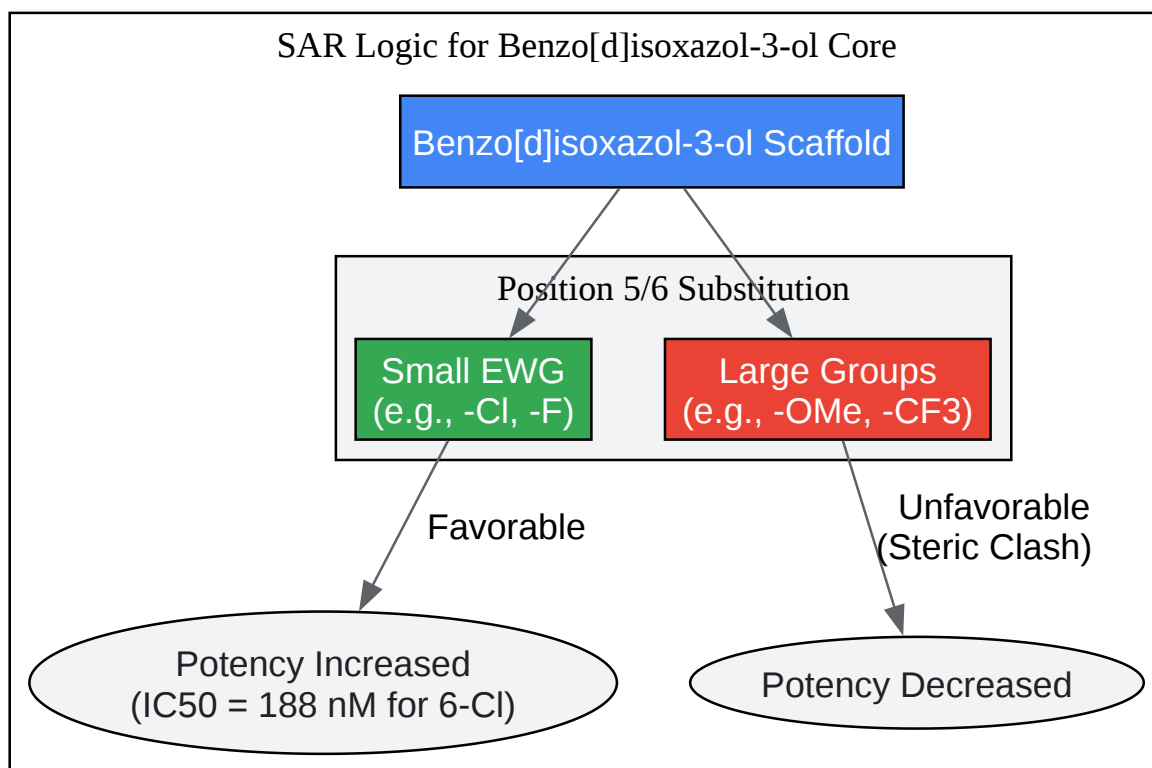 SAR Logic for Benzo[d]isoxazol-3-ol Core
Benzo[d]isoxazol-3-ol Scaffold
Position 5/6 Substitution
Small EWG
(e.g., -Cl, -F)
Large Groups
(e.g., -OMe, -CF3)
Favorable
Unfavorable
(Steric Clash)
Potency Increased
(IC50 = 188 nM for 6-Cl)
Potency Decreased